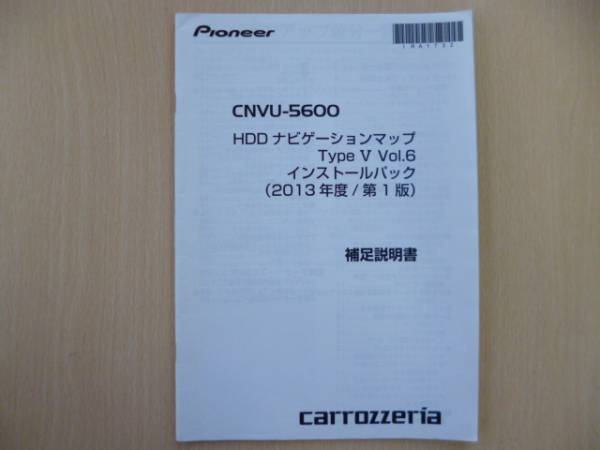 Pioneer
IRA1732
CNVU-5600
HDD ナビゲーションマップ
Type V Vol.6
インストールパック
(2013 年度 / 第 1 版)
補足説明書
carrozzeria